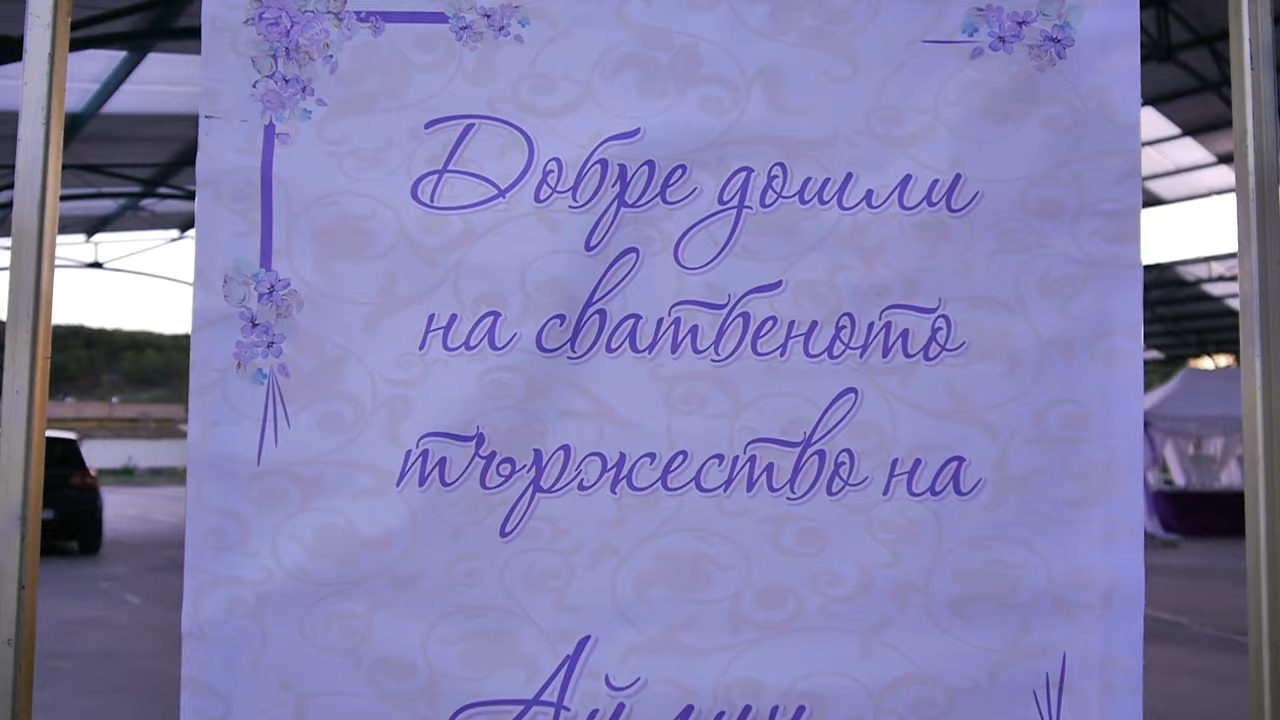 Добре дошли
на сватбеното
тържество на